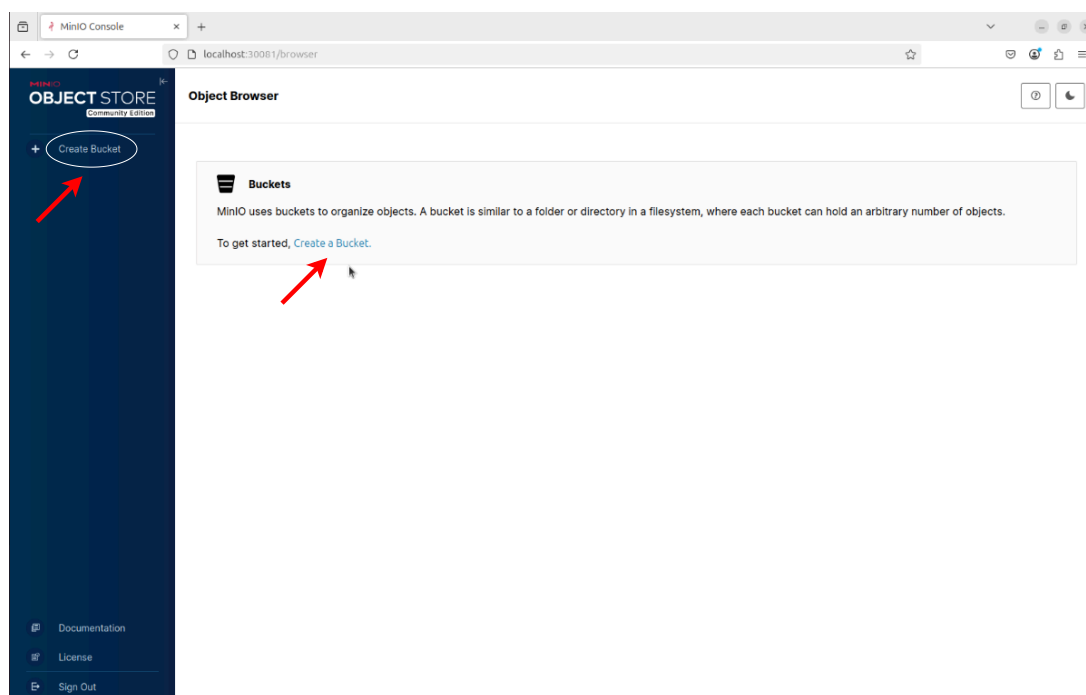 MinIO Console
localhost:30081/browser
MINIO
OBJECT STORE
Community Edition
Object Browser
Create Bucket
Buckets
MinIO uses buckets to organize objects. A bucket is similar to a folder or directory in a filesystem, where each bucket can hold an arbitrary number of objects.
To get started, Create a Bucket.
Documentation
License
Sign Out